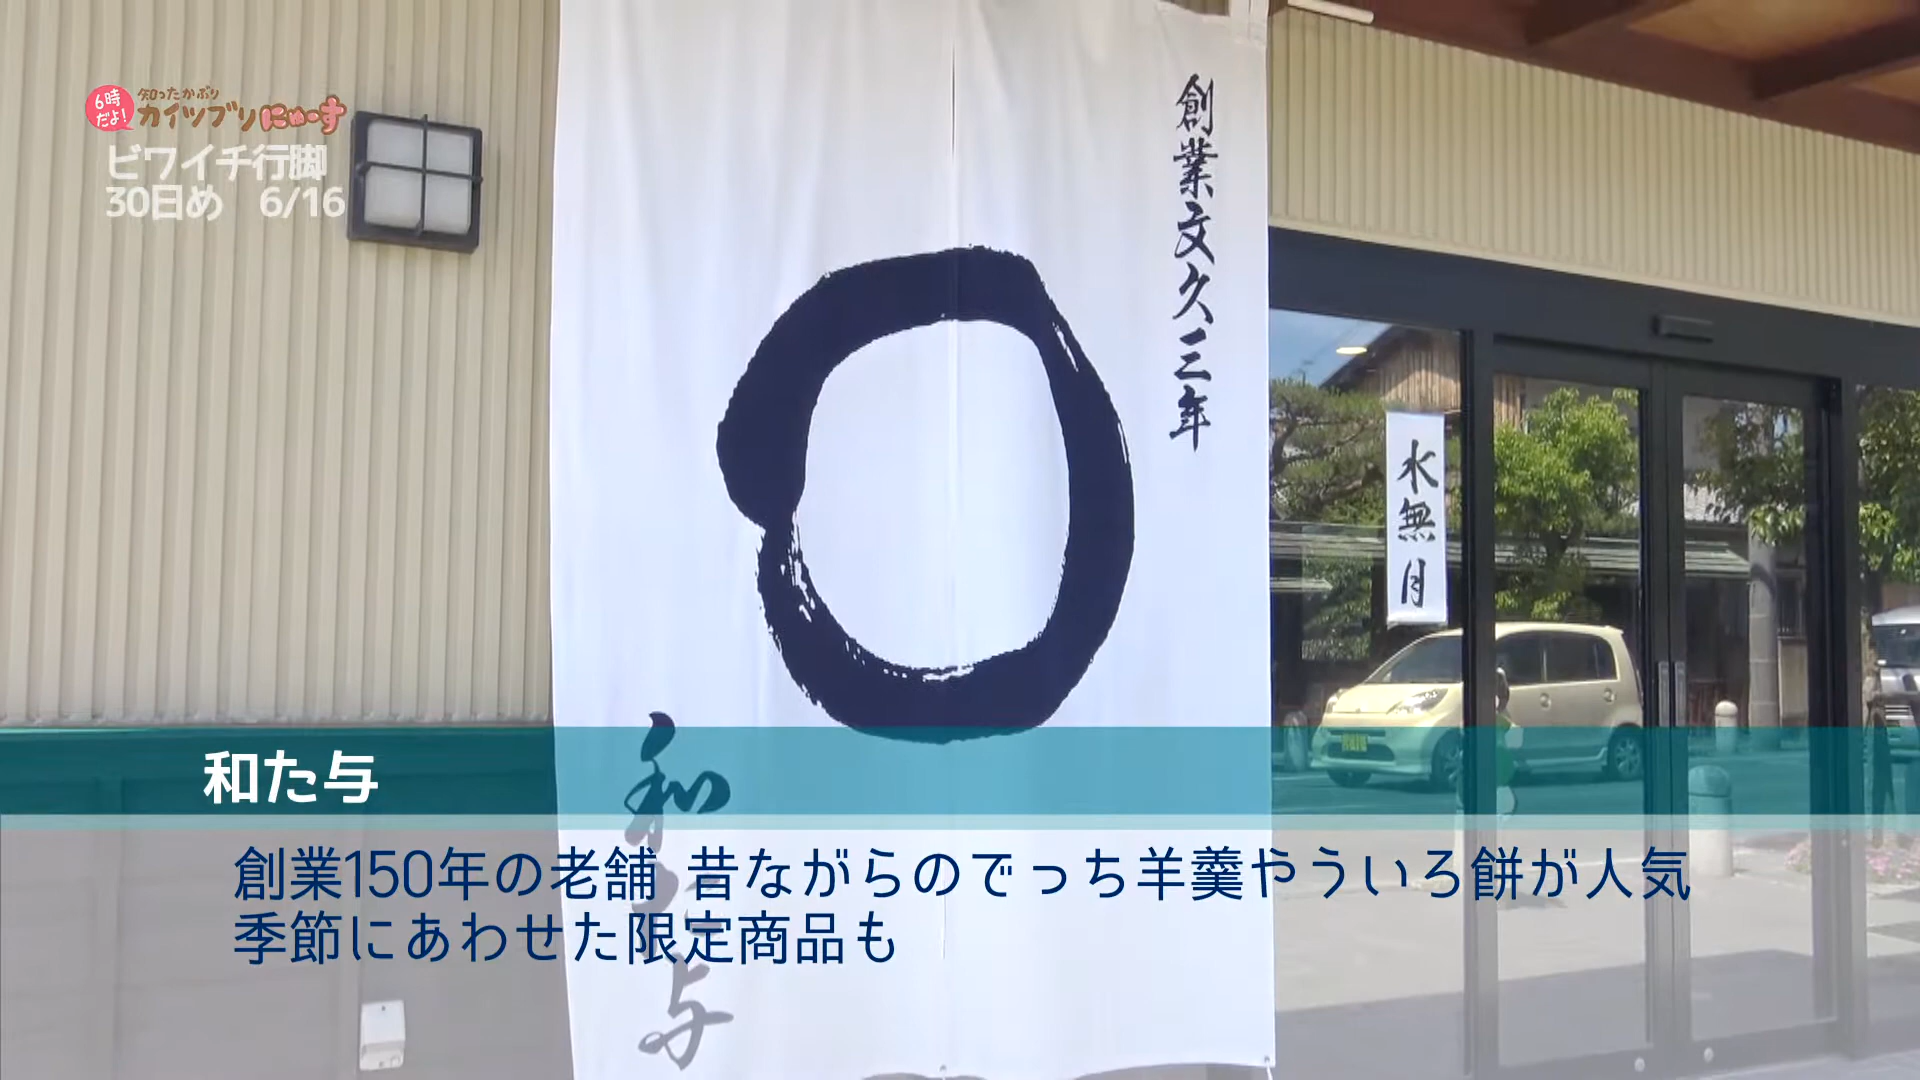 6時だよ!
知ったかぶり
カイツブリにゅーす
ビワイチ行脚
30日め 6/16
創業文久三年
水無月
和た与
和た与
創業150年の老舗 昔ながらのでっち羊羹やういろ餅が人気
季節にあわせた限定商品も